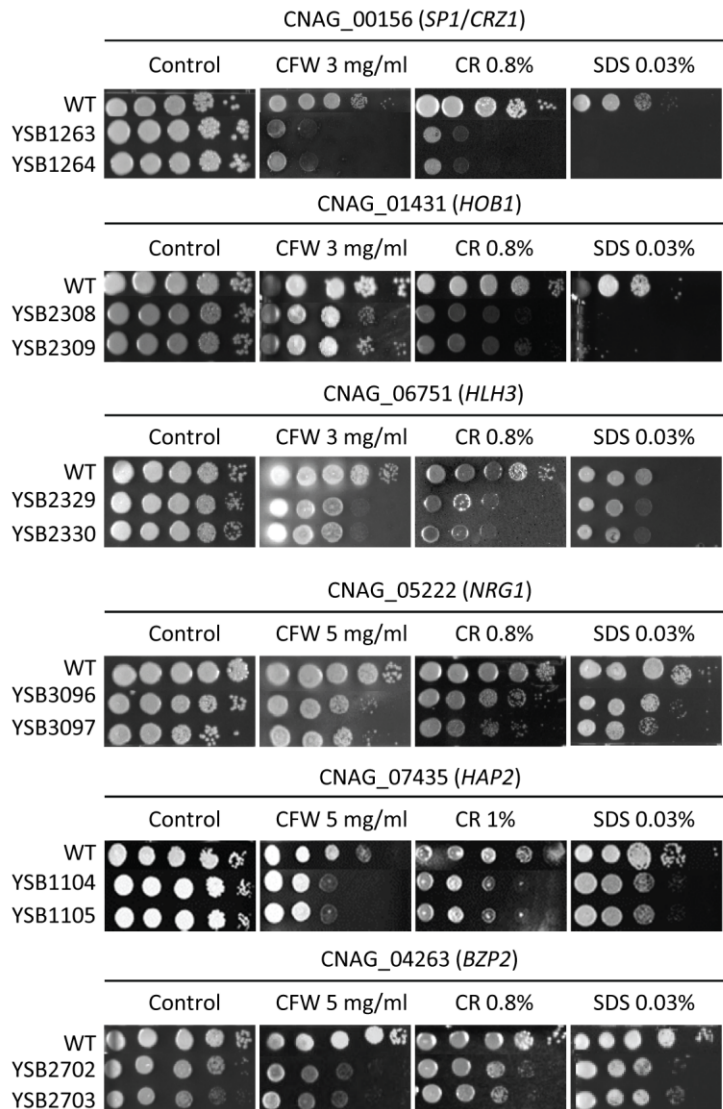 CNAG_00156 (SP1/CRZ1)
Control CFW 3 mg/ml CR 0.8% SDS 0.03%
WT
YSB1263
YSB1264
CNAG_01431 (HOB1)
Control CFW 3 mg/ml CR 0.8% SDS 0.03%
WT
YSB2308
YSB2309
CNAG_06751 (HLH3)
Control CFW 3 mg/ml CR 0.8% SDS 0.03%
WT
YSB2329
YSB2330
CNAG_05222 (NRG1)
Control CFW 5 mg/ml CR 0.8% SDS 0.03%
WT
YSB3096
YSB3097
CNAG_07435 (HAP2)
Control CFW 5 mg/ml CR 1% SDS 0.03%
WT
YSB1104
YSB1105
CNAG_04263 (BZP2)
Control CFW 5 mg/ml CR 0.8% SDS 0.03%
WT
YSB2702
YSB2703